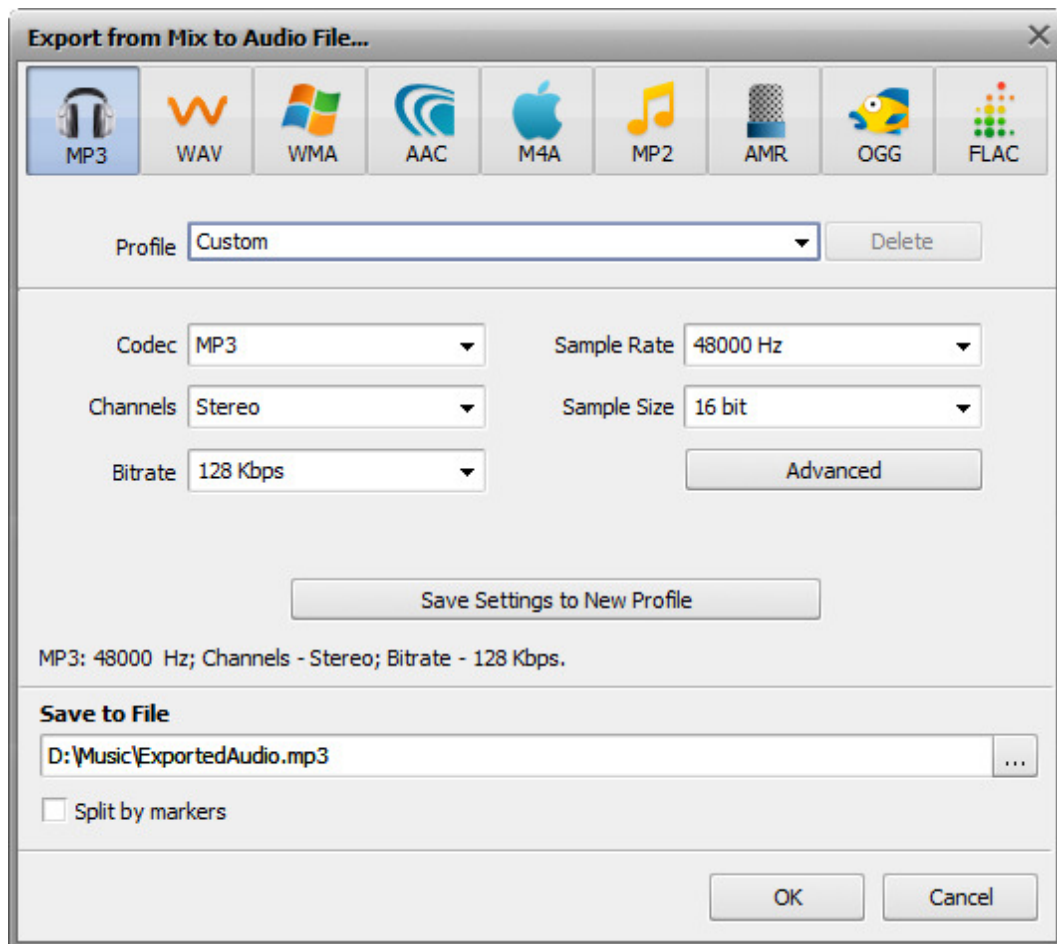 Export from Mix to Audio File...
MP3 WAV WMA AAC M4A MP2 AMR OGG FLAC
Profile Custom Delete
Codec MP3 Sample Rate 48000 Hz
Channels Stereo Sample Size 16 bit
Bitrate 128 Kbps Advanced
Save Settings to New Profile
MP3: 48000 Hz; Channels - Stereo; Bitrate - 128 Kbps.
Save to File
D:\Music\ExportedAudio.mp3 ...
Split by markers
OK Cancel